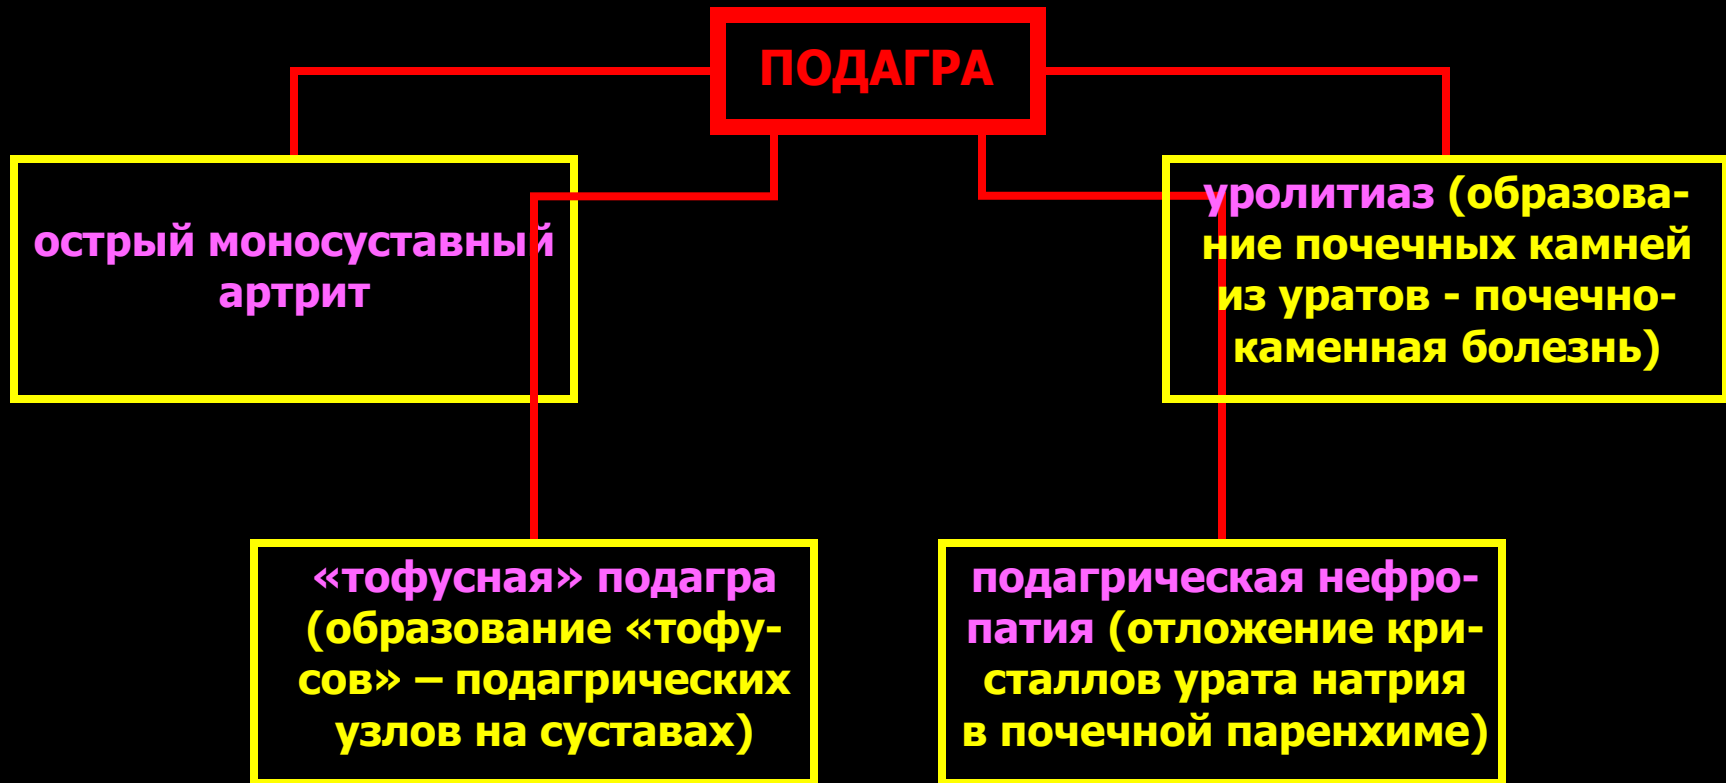 ПОДАГРА
острый моносуставный
артрит
уролитиаз (образова-
ние почечных камней
из уратов - почечно-
каменная болезнь)
«тофусная» подагра
(образование «тофу-
сов» – подагрических
узлов на суставах)
подагрическая нефро-
патия (отложение кри-
сталлов урата натрия
в почечной паренхиме)